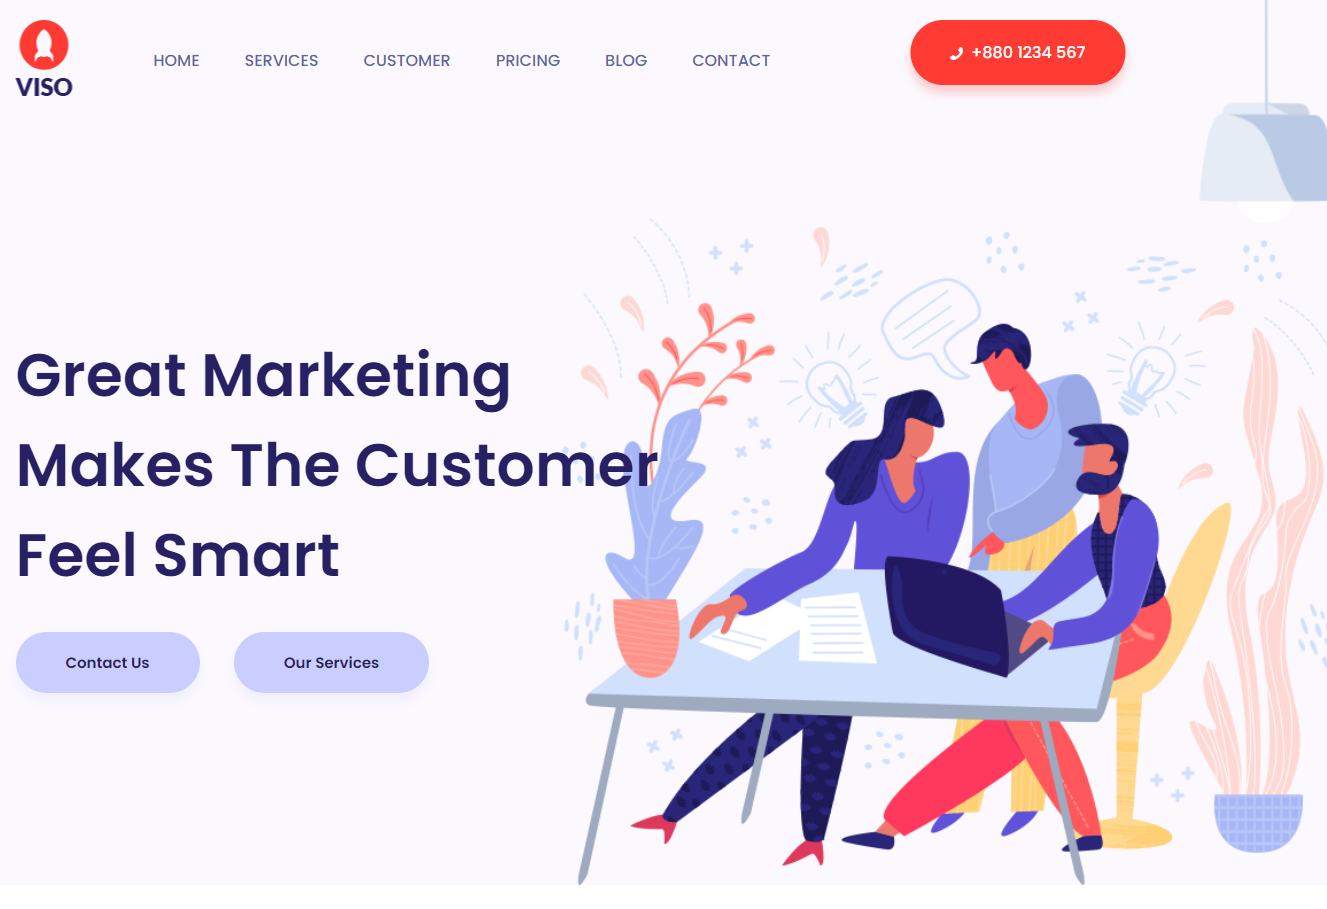 VISO
HOME SERVICES CUSTOMER PRICING BLOG CONTACT
+880 1234 567
Great Marketing
Makes The Customer
Feel Smart
Contact Us
Our Services